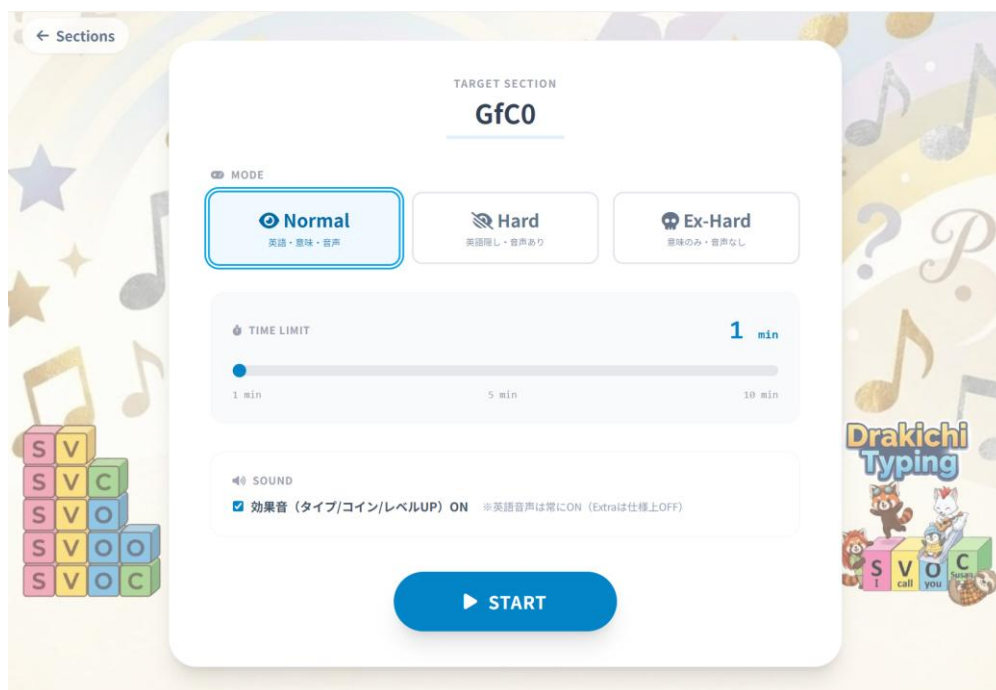 ← Sections
TARGET SECTION
GfC0
MODE
Normal
英語・意味・音声
Hard
英語隠し・音声あり
Ex-Hard
意味のみ・音声なし
TIME LIMIT
1 min
1 min
5 min
10 min
SOUND
効果音（タイプ/コイン/レベルUP）ON ※英語音声は常にON（Extraは仕様上OFF）
START
S V
S V C
S V O
S V O O
S V O C
?
P
Drakichi
Typing
S V O C
I call you Susan